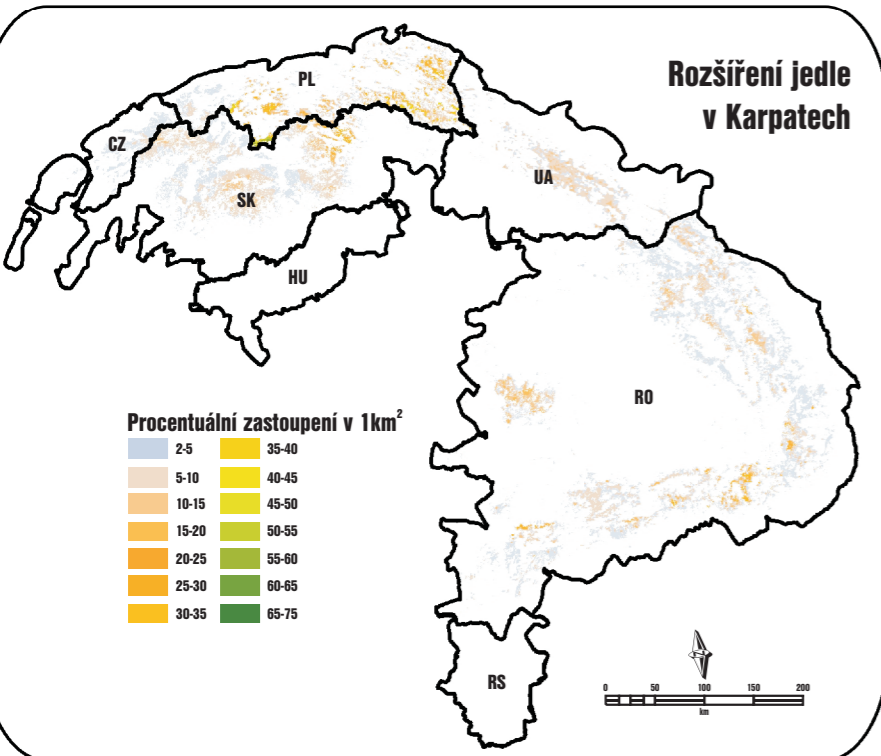 Rozšíření jedle
v Karpatech
PL
CZ
SK
UA
HU
RO
RS
Procentuální zastoupení v 1km²
2-5
5-10
10-15
15-20
20-25
25-30
30-35
35-40
40-45
45-50
50-55
55-60
60-65
65-75
0 50 100 150 200
km